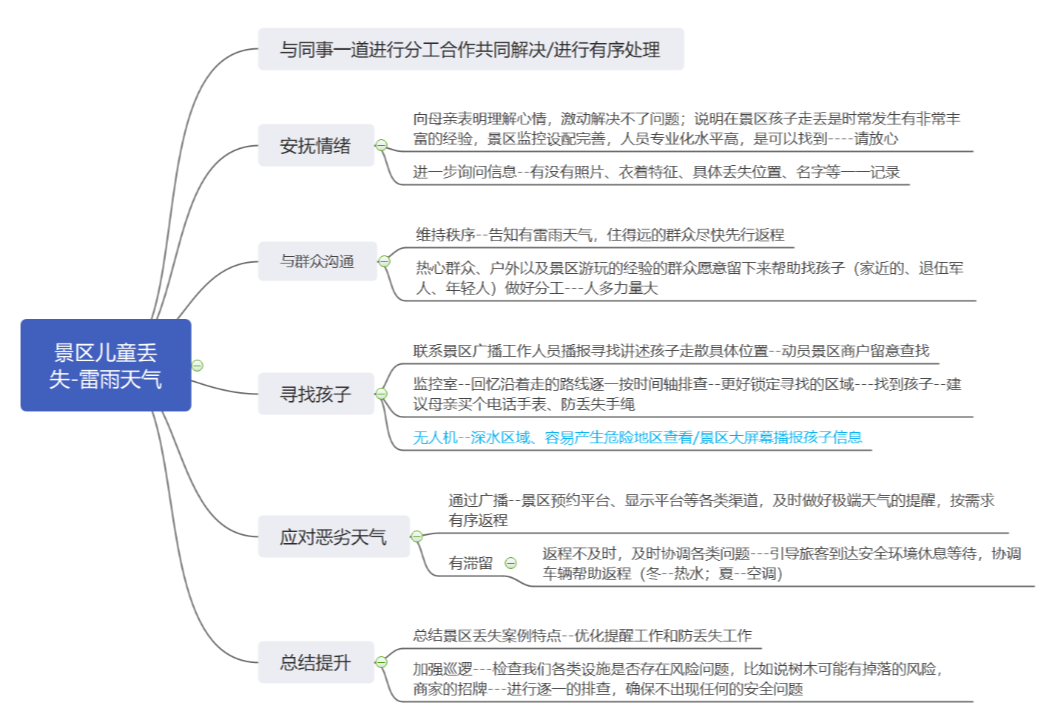 与同事一道进行分工合作共同解决/进行有序处理
安抚情绪
向母亲表明理解心情，激动解决不了问题；说明在景区孩子走丢是时常发生有非常丰
富的经验，景区监控设配完善，人员专业化水平高，是可以找到----请放心
进一步询问信息--有没有照片、衣着特征、具体丢失位置、名字等一一记录
与群众沟通
维持秩序--告知有雷雨天气，住得远的群众尽快先行返程
热心群众、户外以及景区游玩的经验的群众愿意留下来帮助找孩子（家近的、退伍军
人、年轻人）做好分工---人多力量大
景区儿童丢
失-雷雨天气
寻找孩子
联系景区广播工作人员播报寻找讲述孩子走散具体位置--动员景区商户留意查找
监控室--回忆沿着走的路线逐一按时间轴排查--更好锁定寻找的区域---找到孩子--建
议母亲买个电话手表、防丢失手绳
无人机--深水区域、容易产生危险地区查看/景区大屏幕播报孩子信息
应对恶劣天气
通过广播--景区预约平台、显示平台等各类渠道，及时做好极端天气的提醒，按需求
有序返程
有滞留
返程不及时，及时协调各类问题---引导旅客到达安全环境休息等待，协调
车辆帮助返程（冬--热水；夏--空调）
总结提升
总结景区丢失案例特点--优化提醒工作和防丢失工作
加强巡逻---检查我们各类设施是否存在风险问题，比如说树木可能有掉落的风险，
商家的招牌---进行逐一的排查，确保不出现任何的安全问题